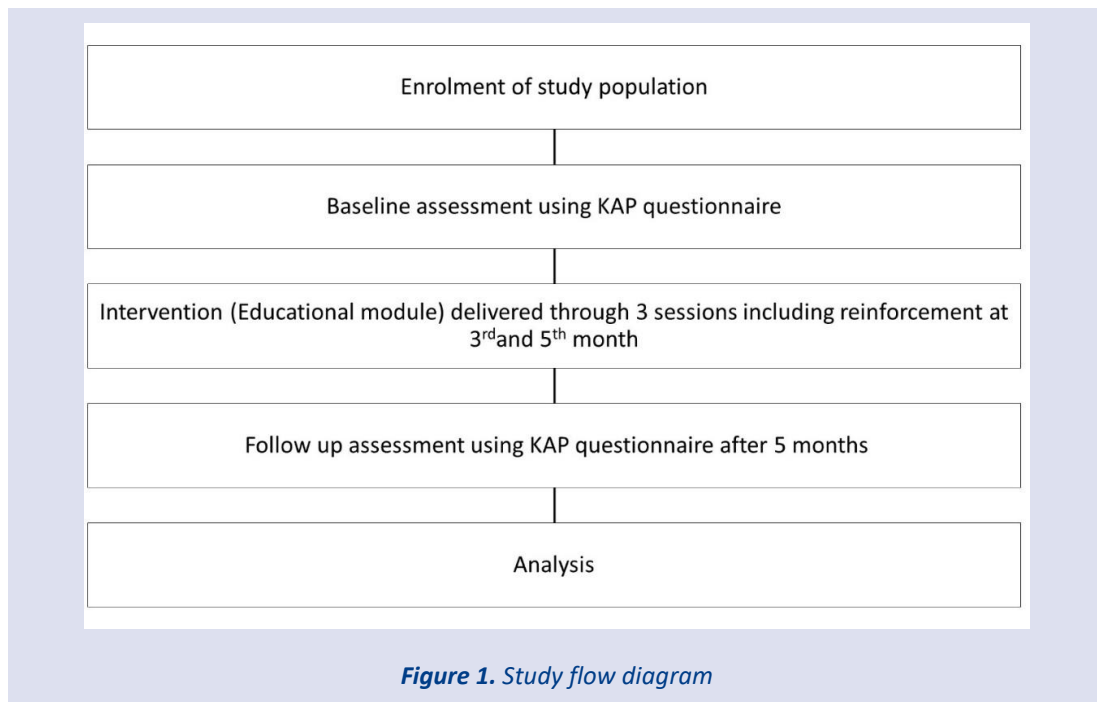 Enrolment of study population
Baseline assessment using KAP questionnaire
Intervention (Educational module) delivered through 3 sessions including reinforcement at
3rdand 5th month
Follow up assessment using KAP questionnaire after 5 months
Analysis
Figure 1. Study flow diagram